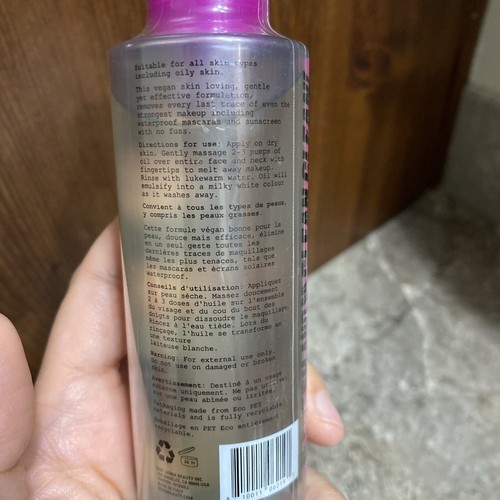 Suitable for all skin types
including oily skin.
This vegan skin loving, gentle
yet effective formulation,
removes every last trace of even the
strongest makeup including
waterproof mascaras and sunscreen
with no fuss.
Directions for use: Apply on dry
skin. Gently massage 2-3 pumps of
oil over entire face and neck with
fingertips to melt away makeup.
Rinse with lukewarm water. Oil will
emulsify into a milky white colour
as it washes away.
Convient à tous les types de peaux,
y compris les peaux grasses.
Cette formule végan bonne pour la
peau, douce mais efficace, élimine
en un seul geste toutes les
dernières traces de maquillages
même les plus tenaces, tels que
les mascaras et écrans solaires
waterproof.
Conseils d'utilisation: Appliquez
sur peau sèche. Massez doucement
2 à 3 doses d'huile sur l'ensemble
du visage et du cou du bout des
doigts pour dissoudre le maquillage.
Rincez à l'eau tiède. Lors du
rinçage, l'huile se transforme en
une texture
laiteuse blanche.
Warning: For external use only.
Do not use on damaged or broken
skin.
Avertissement: Destiné à un usage
externe uniquement. Ne pas
une peau abîmée ou irritée.
Packaging made from Eco PET
materials and is fully recyclable.
Emballage en PET Eco entièrement
recyclable.
BEAUTY INC